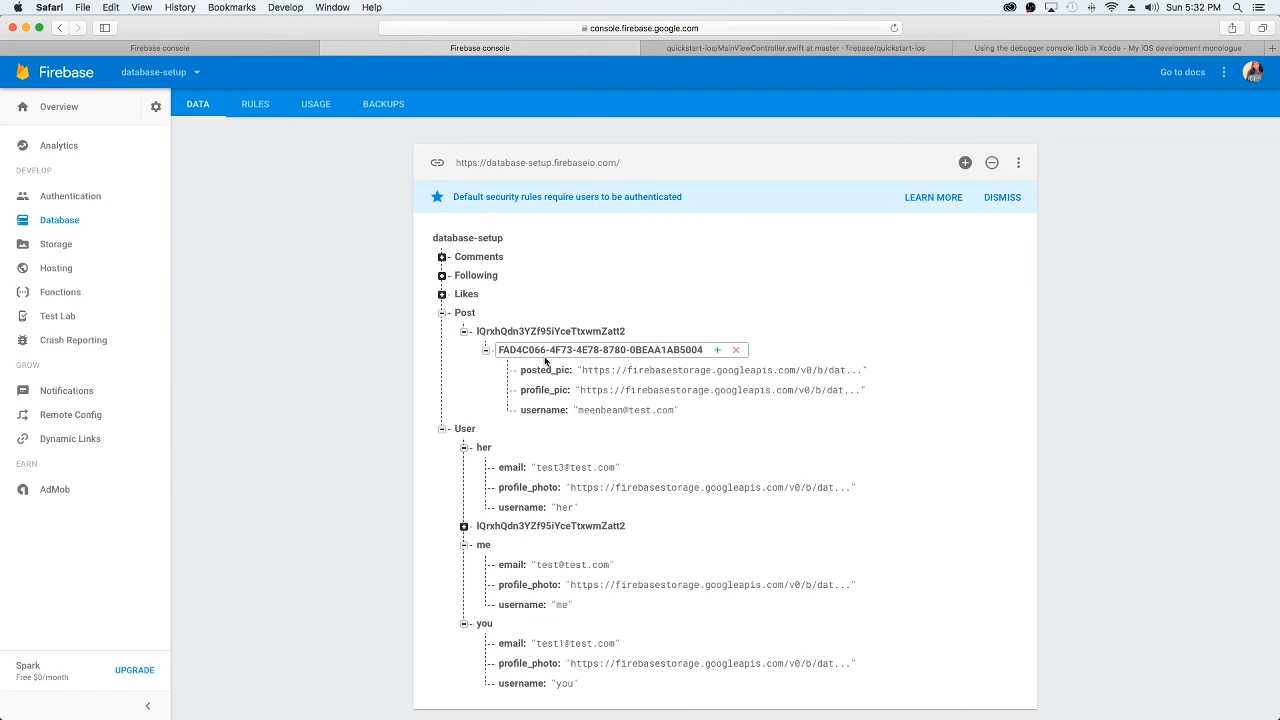 Safari File Edit View History Bookmarks Develop Window Help Sun 5:32 PM
console.firebase.google.com
Firebase console Firebase console quickstart-ios/MainViewController.swift at master · firebase/quickstart-ios Using the debugger console lldb in Xcode - My iOS development monologue
Firebase database-setup Go to docs
Overview DATA RULES USAGE BACKUPS
Analytics
DEVELOP
Authentication
Database
Storage
Hosting
Functions
Test Lab
Crash Reporting
GROW
Notifications
Remote Config
Dynamic Links
EARN
AdMob
Spark
Free $0/month
UPGRADE
https://database-setup.firebaseio.com/
Default security rules require users to be authenticated LEARN MORE DISMISS
database-setup
Comments
Following
Likes
Post
lQrxhQdn3YZf95iYceTtxwmZatt2
FAD4C066-4F73-4E78-8780-0BEAA1AB5004
posted_pic: "https://firebasestorage.googleapis.com/v0/b/dat..."
profile_pic: "https://firebasestorage.googleapis.com/v0/b/dat..."
username: "meenbean@test.com"
User
her
email: "test3@test.com"
profile_photo: "https://firebasestorage.googleapis.com/v0/b/dat..."
username: "her"
lQrxhQdn3YZf95iYceTtxwmZatt2
me
email: "test@test.com"
profile_photo: "https://firebasestorage.googleapis.com/v0/b/dat..."
username: "me"
you
email: "test1@test.com"
profile_photo: "https://firebasestorage.googleapis.com/v0/b/dat..."
username: "you"